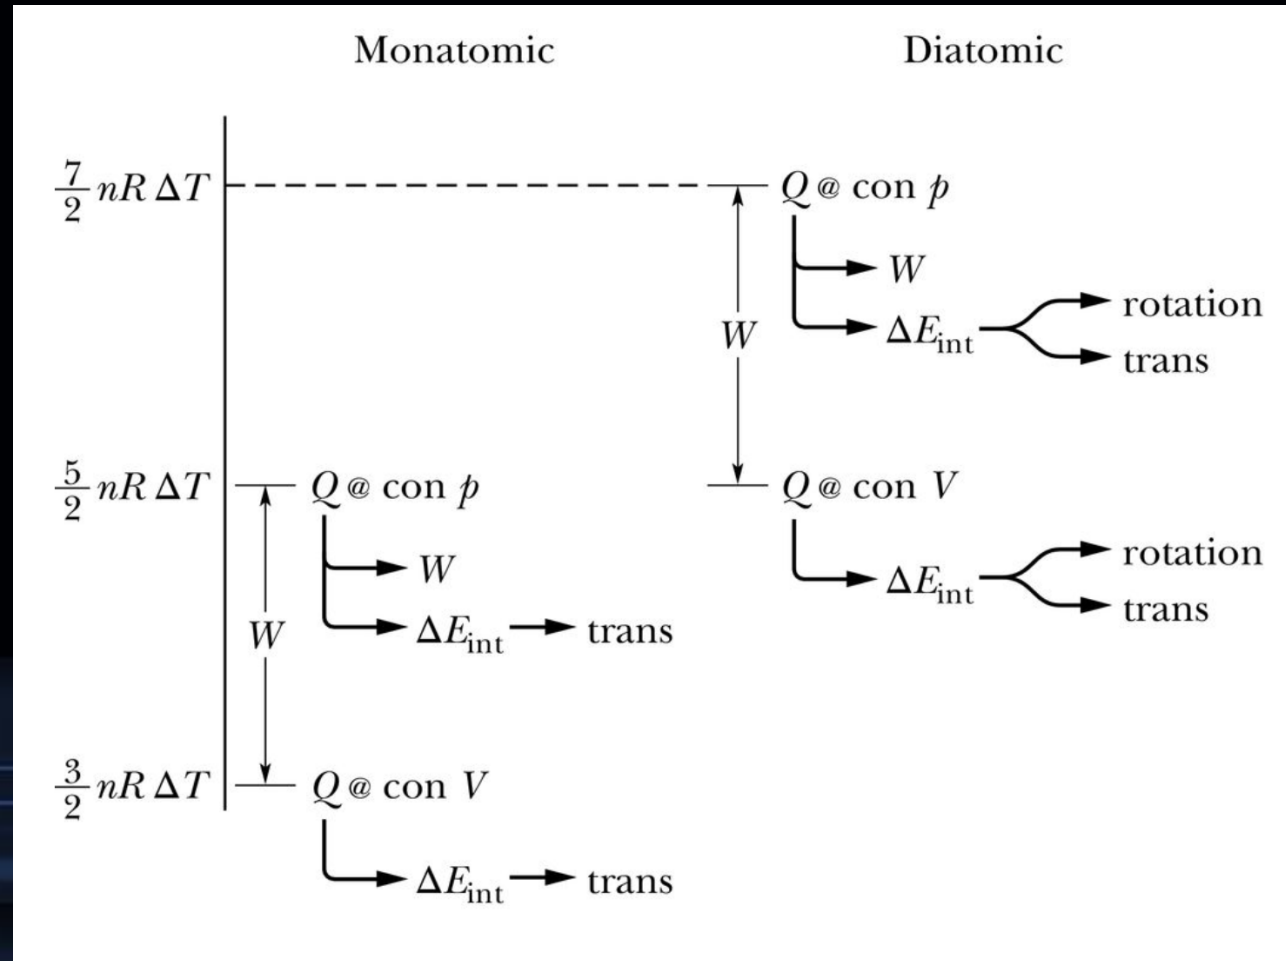 Monatomic Diatomic
7/2 nR ΔT Q @ con p
W
rotation
W ΔE_int
trans
5/2 nR ΔT Q @ con p Q @ con V
W rotation
ΔE_int
trans
W ΔE_int trans
3/2 nR ΔT Q @ con V
ΔE_int trans